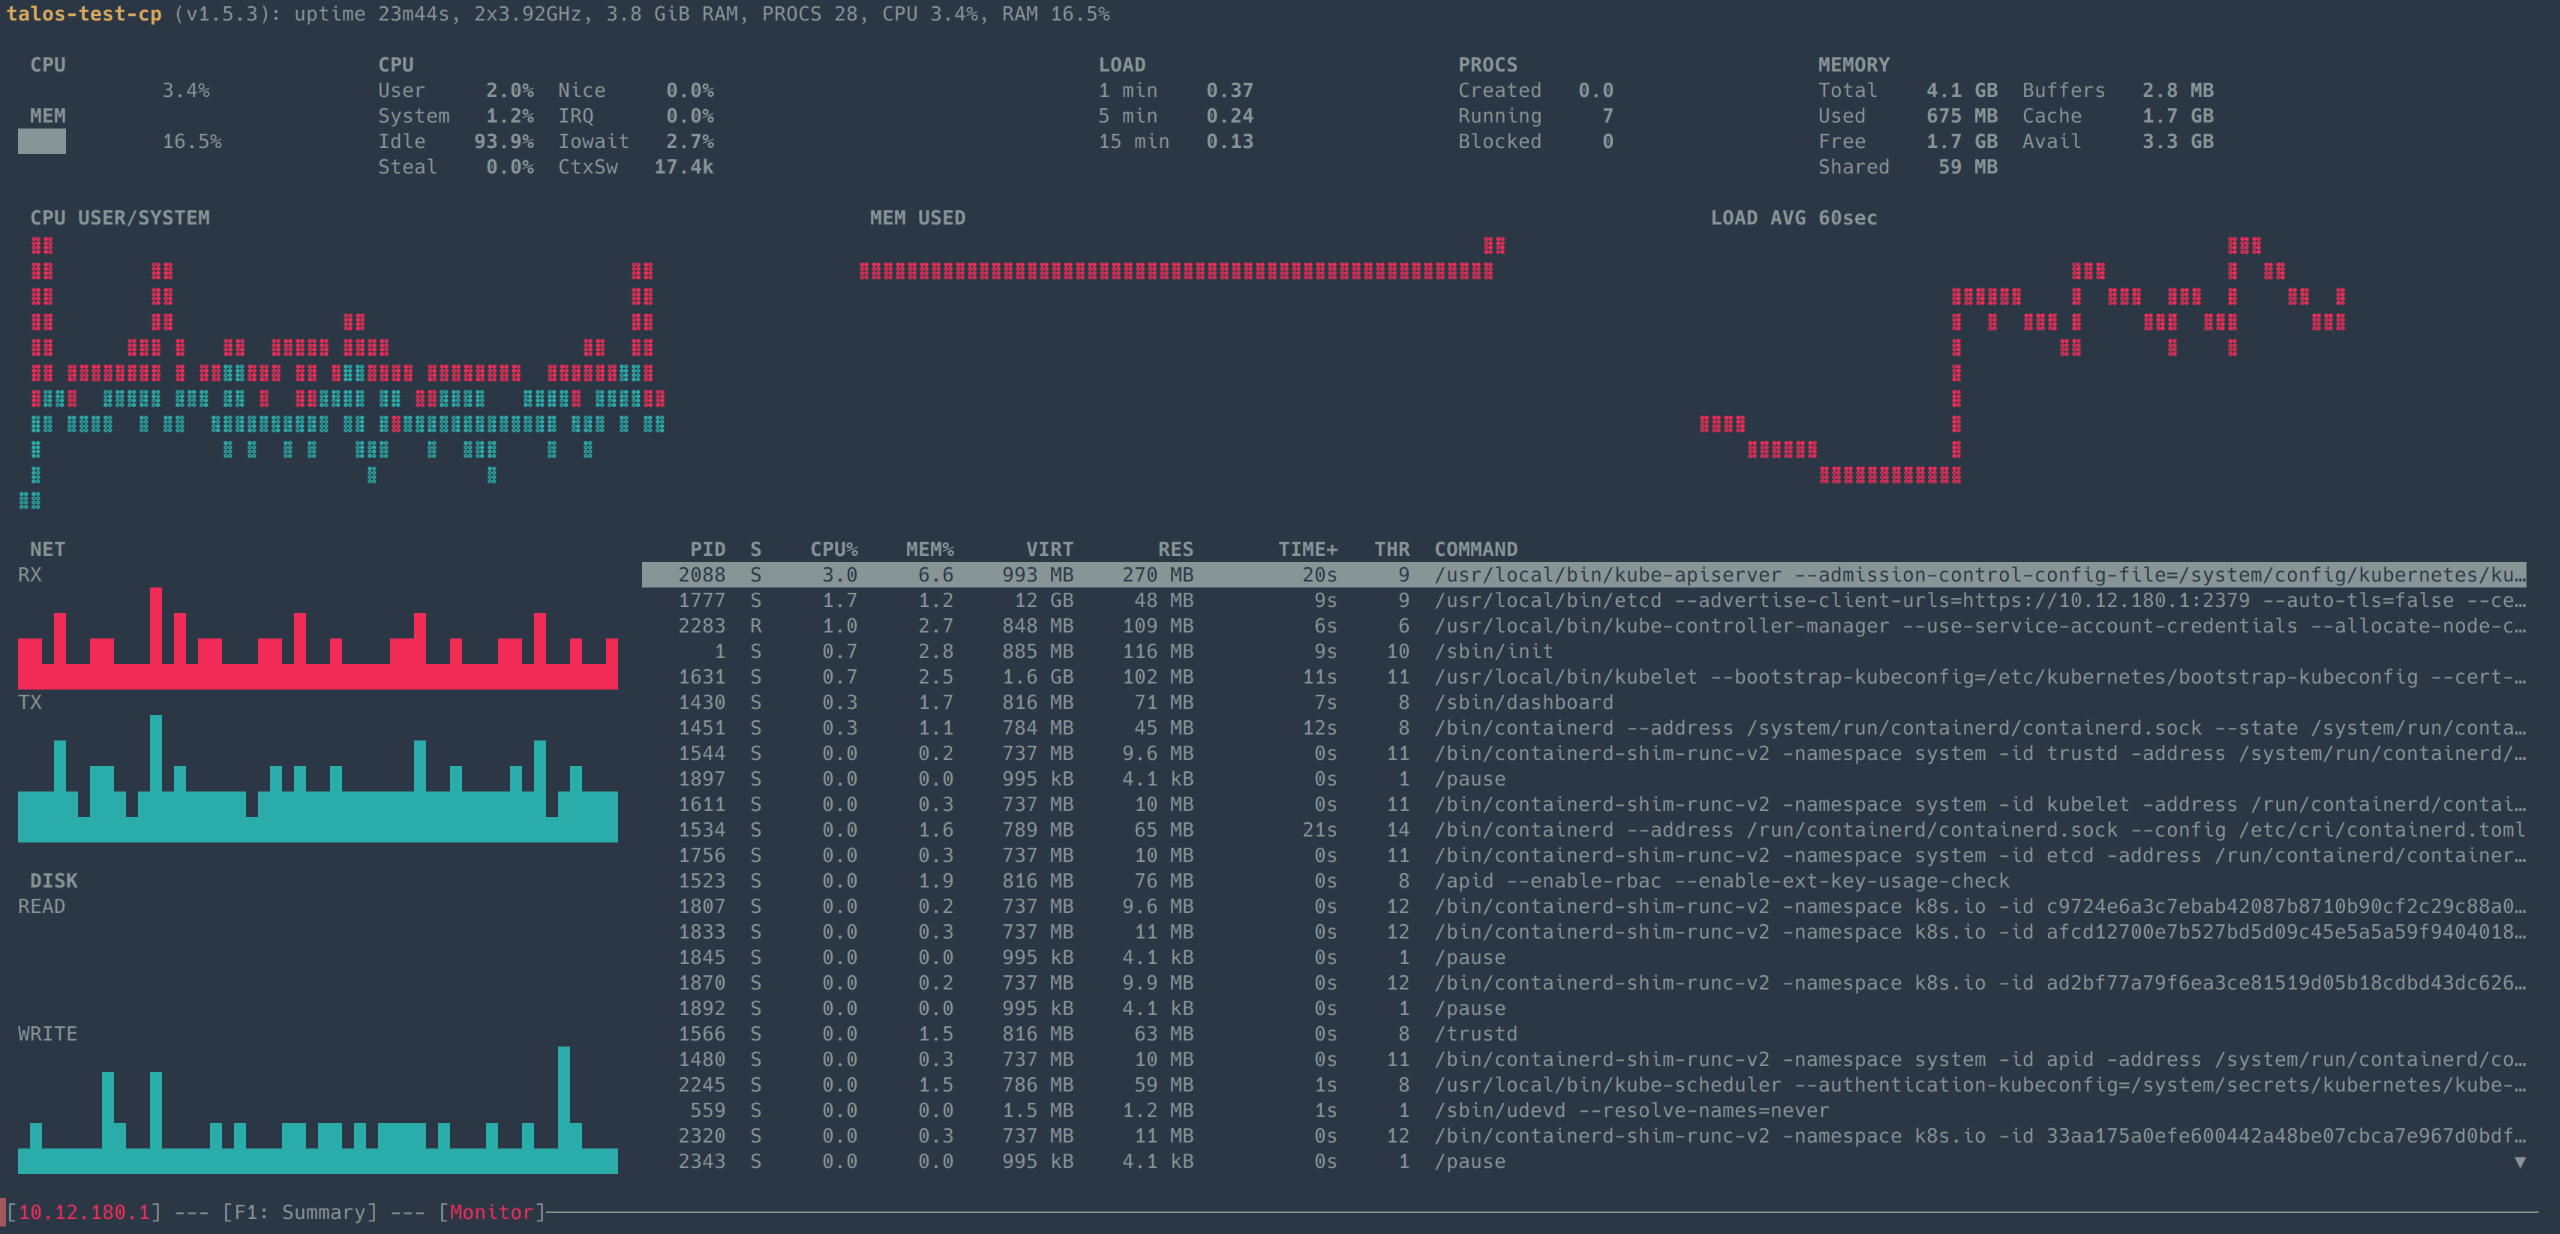 talos-test-cp (v1.5.3): uptime 23m44s, 2x3.92GHz, 3.8 GiB RAM, PROCS 28, CPU 3.4%, RAM 16.5%
CPU CPU LOAD PROCS MEMORY
3.4% User 2.0% Nice 0.0% 1 min 0.37 Created 0.0 Total 4.1 GB Buffers 2.8 MB
MEM System 1.2% IRQ 0.0% 5 min 0.24 Running 7 Used 675 MB Cache 1.7 GB
16.5% Idle 93.9% Iowait 2.7% 15 min 0.13 Blocked 0 Free 1.7 GB Avail 3.3 GB
Steal 0.0% CtxSw 17.4k Shared 59 MB
CPU USER/SYSTEM MEM USED LOAD AVG 60sec
NET
RX
TX
DISK
READ
WRITE
PID S CPU% MEM% VIRT RES TIME+ THR COMMAND
2088 S 3.0 6.6 993 MB 270 MB 20s 9 /usr/local/bin/kube-apiserver --admission-control-config-file=/system/config/kubernetes/ku…
1777 S 1.7 1.2 12 GB 48 MB 9s 9 /usr/local/bin/etcd --advertise-client-urls=https://10.12.180.1:2379 --auto-tls=false --ce…
2283 R 1.0 2.7 848 MB 109 MB 6s 6 /usr/local/bin/kube-controller-manager --use-service-account-credentials --allocate-node-c…
1 S 0.7 2.8 885 MB 116 MB 9s 10 /sbin/init
1631 S 0.7 2.5 1.6 GB 102 MB 11s 11 /usr/local/bin/kubelet --bootstrap-kubeconfig=/etc/kubernetes/bootstrap-kubeconfig --cert-…
1430 S 0.3 1.7 816 MB 71 MB 7s 8 /sbin/dashboard
1451 S 0.3 1.1 784 MB 45 MB 12s 8 /bin/containerd --address /system/run/containerd/containerd.sock --state /system/run/conta…
1544 S 0.0 0.2 737 MB 9.6 MB 0s 11 /bin/containerd-shim-runc-v2 -namespace system -id trustd -address /system/run/containerd/…
1897 S 0.0 0.0 995 kB 4.1 kB 0s 1 /pause
1611 S 0.0 0.3 737 MB 10 MB 0s 11 /bin/containerd-shim-runc-v2 -namespace system -id kubelet -address /run/containerd/contai…
1534 S 0.0 1.6 789 MB 65 MB 21s 14 /bin/containerd --address /run/containerd/containerd.sock --config /etc/cri/containerd.toml
1756 S 0.0 0.3 737 MB 10 MB 0s 11 /bin/containerd-shim-runc-v2 -namespace system -id etcd -address /run/containerd/container…
1523 S 0.0 1.9 816 MB 76 MB 0s 8 /apid --enable-rbac --enable-ext-key-usage-check
1807 S 0.0 0.2 737 MB 9.6 MB 0s 12 /bin/containerd-shim-runc-v2 -namespace k8s.io -id c9724e6a3c7ebab42087b8710b90cf2c29c88a0…
1833 S 0.0 0.3 737 MB 11 MB 0s 12 /bin/containerd-shim-runc-v2 -namespace k8s.io -id afcd12700e7b527bd5d09c45e5a5a59f9404018…
1845 S 0.0 0.0 995 kB 4.1 kB 0s 1 /pause
1870 S 0.0 0.2 737 MB 9.9 MB 0s 12 /bin/containerd-shim-runc-v2 -namespace k8s.io -id ad2bf77a79f6ea3ce81519d05b18cdbd43dc626…
1892 S 0.0 0.0 995 kB 4.1 kB 0s 1 /pause
1566 S 0.0 1.5 816 MB 63 MB 0s 8 /trustd
1480 S 0.0 0.3 737 MB 10 MB 0s 11 /bin/containerd-shim-runc-v2 -namespace system -id apid -address /system/run/containerd/co…
2245 S 0.0 1.5 786 MB 59 MB 1s 8 /usr/local/bin/kube-scheduler --authentication-kubeconfig=/system/secrets/kubernetes/kube-…
559 S 0.0 0.0 1.5 MB 1.2 MB 1s 1 /sbin/udevd --resolve-names=never
2320 S 0.0 0.3 737 MB 11 MB 0s 12 /bin/containerd-shim-runc-v2 -namespace k8s.io -id 33aa175a0efe600442a48be07cbca7e967d0bdf…
2343 S 0.0 0.0 995 kB 4.1 kB 0s 1 /pause
[10.12.180.1] --- [F1: Summary] --- [Monitor]